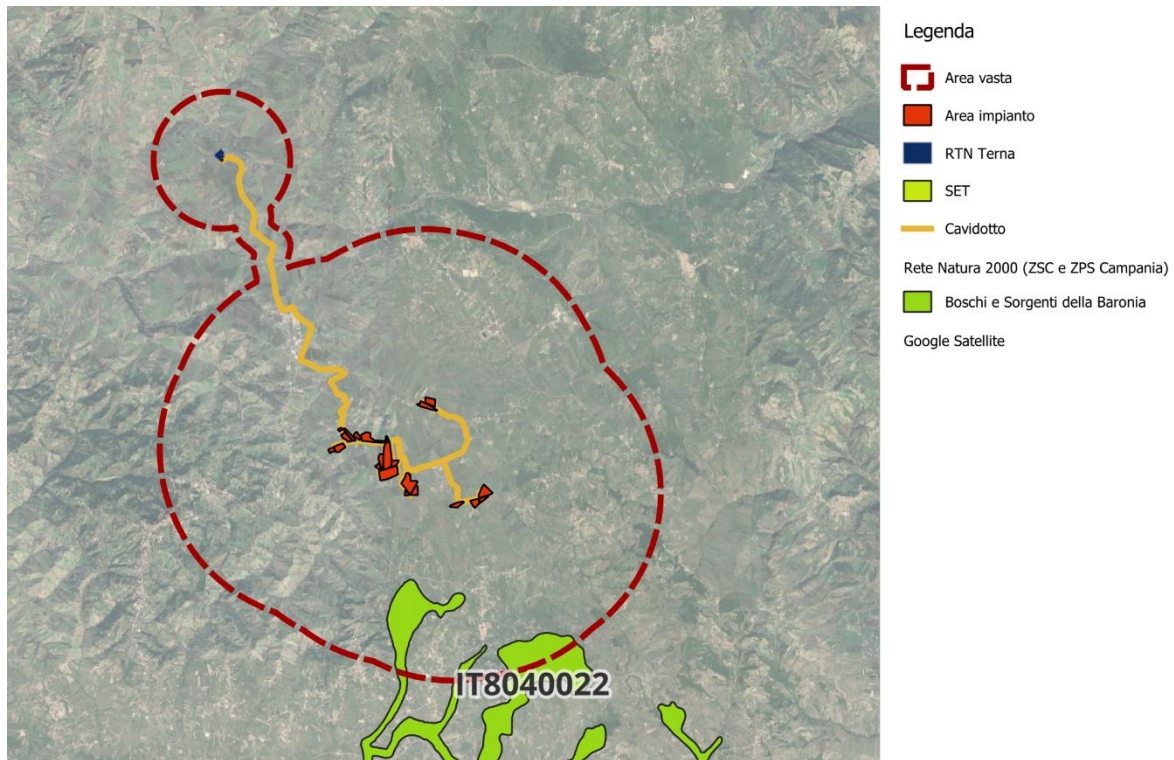 Legenda
Area vasta
Area impianto
RTN Terna
SET
Cavidotto
Rete Natura 2000 (ZSC e ZPS Campania)
Boschi e Sorgenti della Baronia
Google Satellite
IT8040022